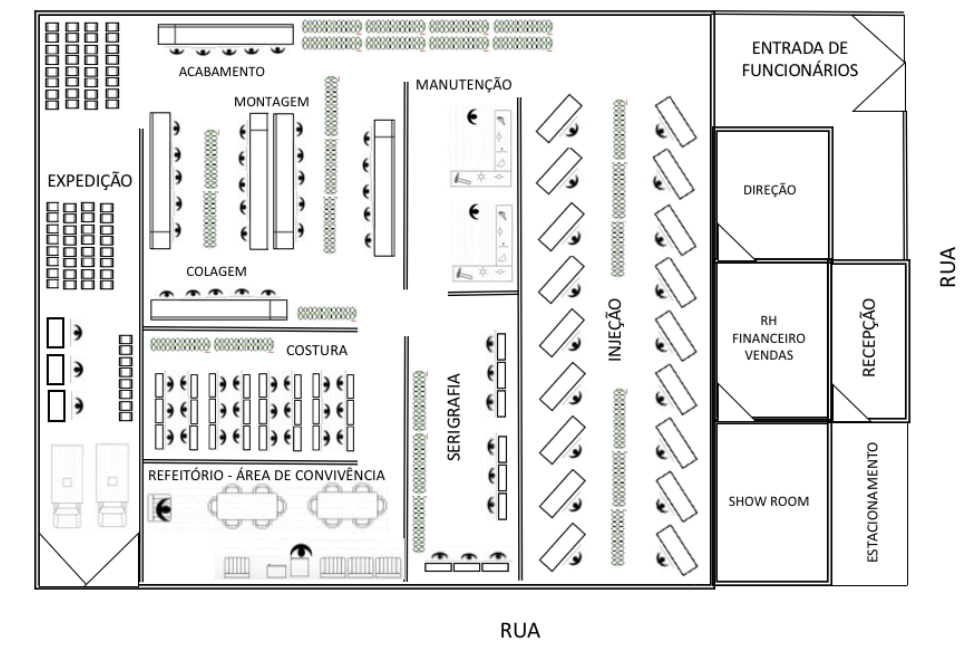 ENTRADA DE
FUNCIONÁRIOS
ACABAMENTO
MANUTENÇÃO
MONTAGEM
EXPEDIÇÃO
DIREÇÃO
RUA
COLAGEM
INJEÇÃO
RH
FINANCEIRO
VENDAS
RECEPÇÃO
COSTURA
SERIGRAFIA
REFEITÓRIO - ÁREA DE CONVIVÊNCIA
SHOW ROOM
ESTACIONAMENTO
RUA